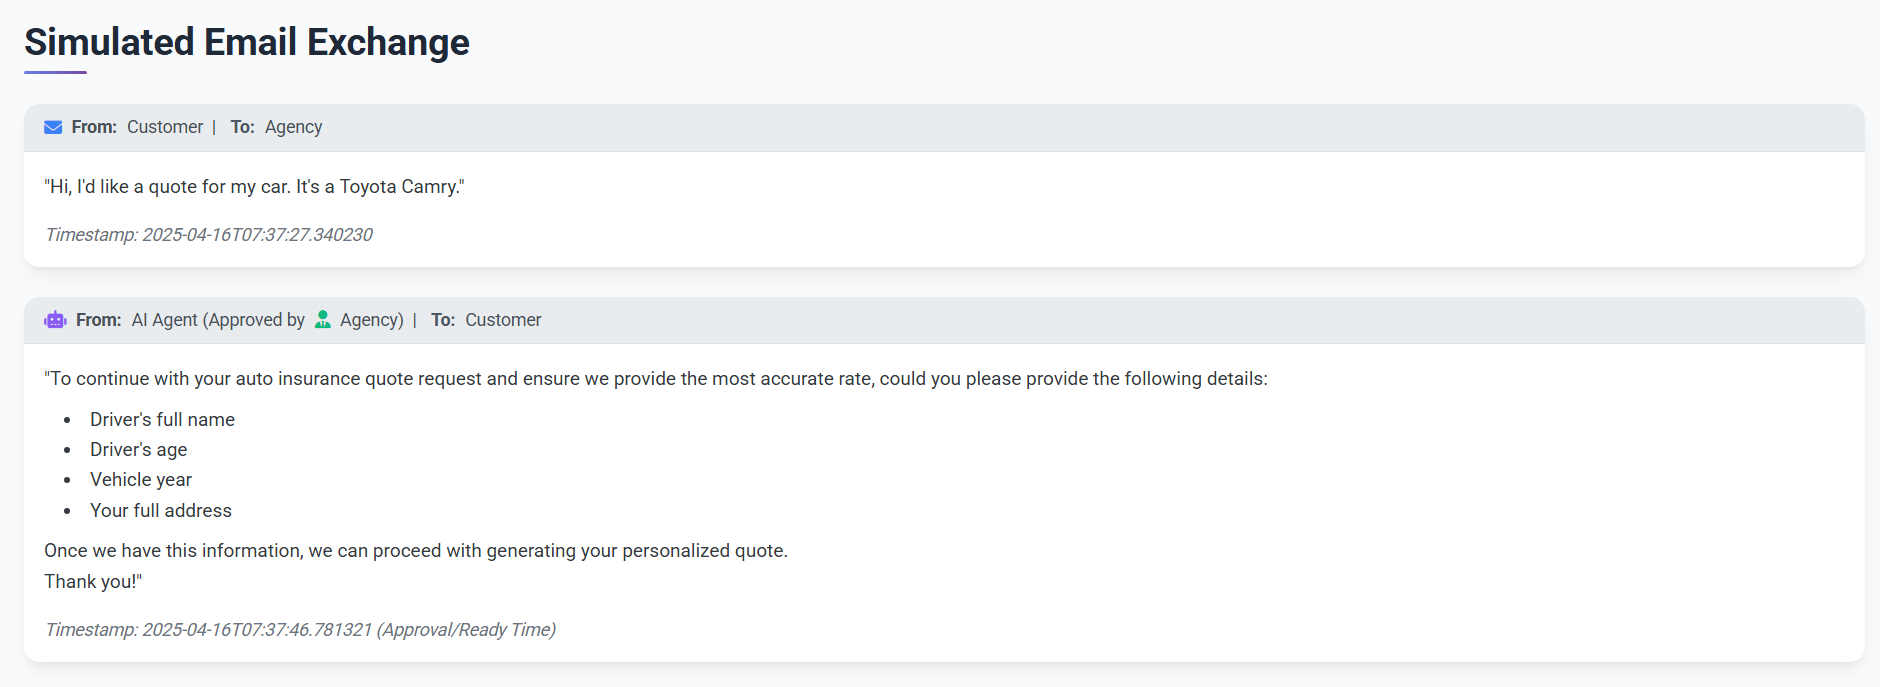 Simulated Email Exchange
From: Customer | To: Agency
"Hi, I'd like a quote for my car. It's a Toyota Camry."
Timestamp: 2025-04-16T07:37:27.340230
From: AI Agent (Approved by Agency) | To: Customer
"To continue with your auto insurance quote request and ensure we provide the most accurate rate, could you please provide the following details:
• Driver's full name
• Driver's age
• Vehicle year
• Your full address
Once we have this information, we can proceed with generating your personalized quote.
Thank you!"
Timestamp: 2025-04-16T07:37:46.781321 (Approval/Ready Time)